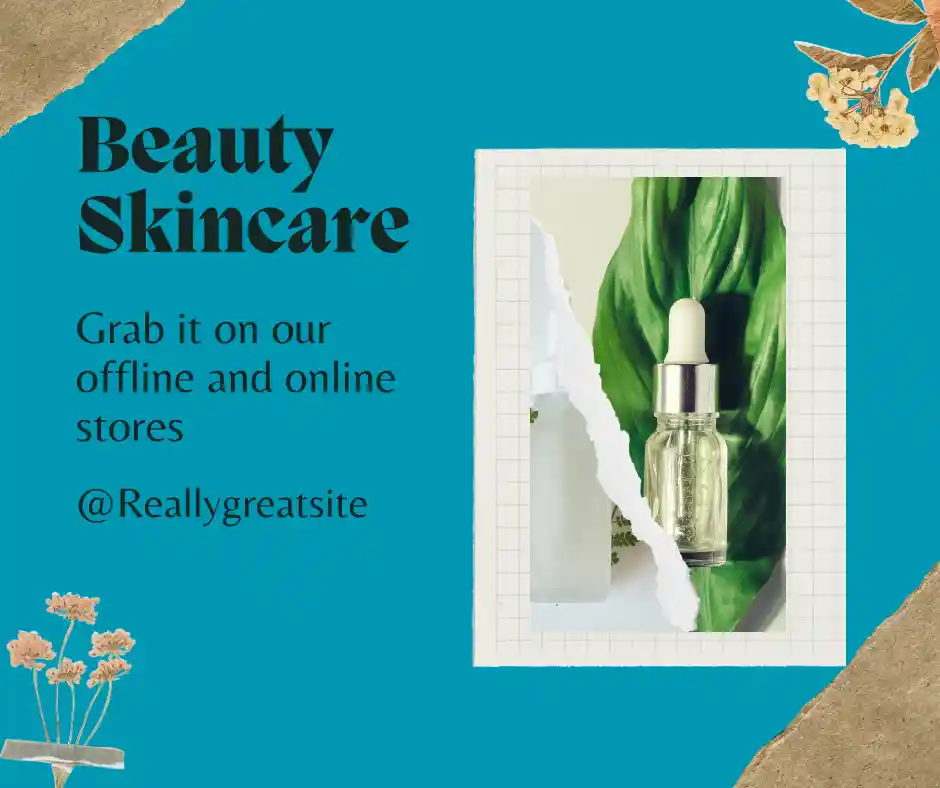 Beauty
Skincare
Grab it on our
offline and online
stores
@Reallygreatsite